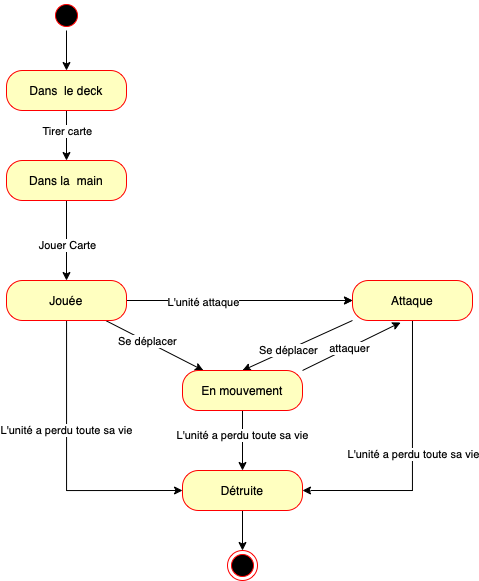 Dans le deck
Tirer carte
Dans la main
Jouer Carte
Jouée
L'unité attaque
Attaque
Se déplacer
Se déplacer
attaquer
En mouvement
L'unité a perdu toute sa vie
L'unité a perdu toute sa vie
L'unité a perdu toute sa vie
Détruite